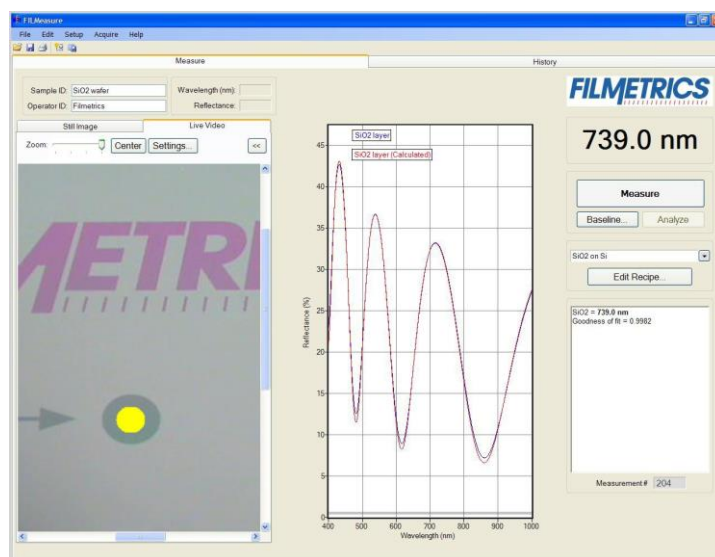 FILMeasure
File Edit Setup Acquire Help
Measure History
Sample ID: SiO2 wafer Wavelength (nm):
Operator ID: Filmetrics Reflectance:
FILMETRICS
Still Image Live Video
Zoom: Center Settings... <<
739.0 nm
METRI
SiO2 layer
SiO2 layer (Calculated)
Measure
Baseline... Analyze
SiO2 on Si
Edit Recipe...
SiO2 = 739.0 nm
Goodness of fit = 0.9982
Measurement # 204
Reflectance (%)
45
40
35
30
25
20
15
10
5
0
400 500 600 700 800 900 1000
Wavelength (nm)